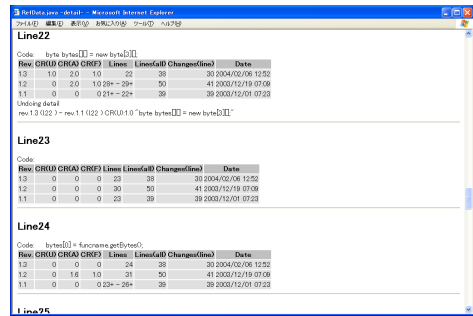 RefData.java -detail- - Microsoft Internet Explorer
ファイル(F) 編集(E) 表示(V) お気に入り(A) ツール(T) ヘルプ(H)
Line22
Code: byte bytes[][] = new byte[3][];
Rev. CR(U) CR(A) CR(F) Lines Lines(all) Changes(line) Date
1.3 1.0 2.0 1.0 22 38 30 2004/02/06 12:52
1.2 0 2.0 1.0 28+ - 29+ 50 41 2003/12/19 07:09
1.1 0 0 0 21+ - 22+ 39 39 2003/12/01 07:23
Undoing detail
rev.1.3 (l.22 ) - rev.1.1 (l.22 ) CR(U):1.0 "byte bytes[][] = new byte[3][];"
Line23
Code:
Rev. CR(U) CR(A) CR(F) Lines Lines(all) Changes(line) Date
1.3 0 0 0 23 38 30 2004/02/06 12:52
1.2 0 0 0 30 50 41 2003/12/19 07:09
1.1 0 0 0 23 39 39 2003/12/01 07:23
Line24
Code: bytes[0] = funcname.getBytes();
Rev. CR(U) CR(A) CR(F) Lines Lines(all) Changes(line) Date
1.3 0 0 0 24 38 30 2004/02/06 12:52
1.2 0 1.6 1.0 31 50 41 2003/12/19 07:09
1.1 0 0 0 23+ - 26+ 39 39 2003/12/01 07:23
Line25